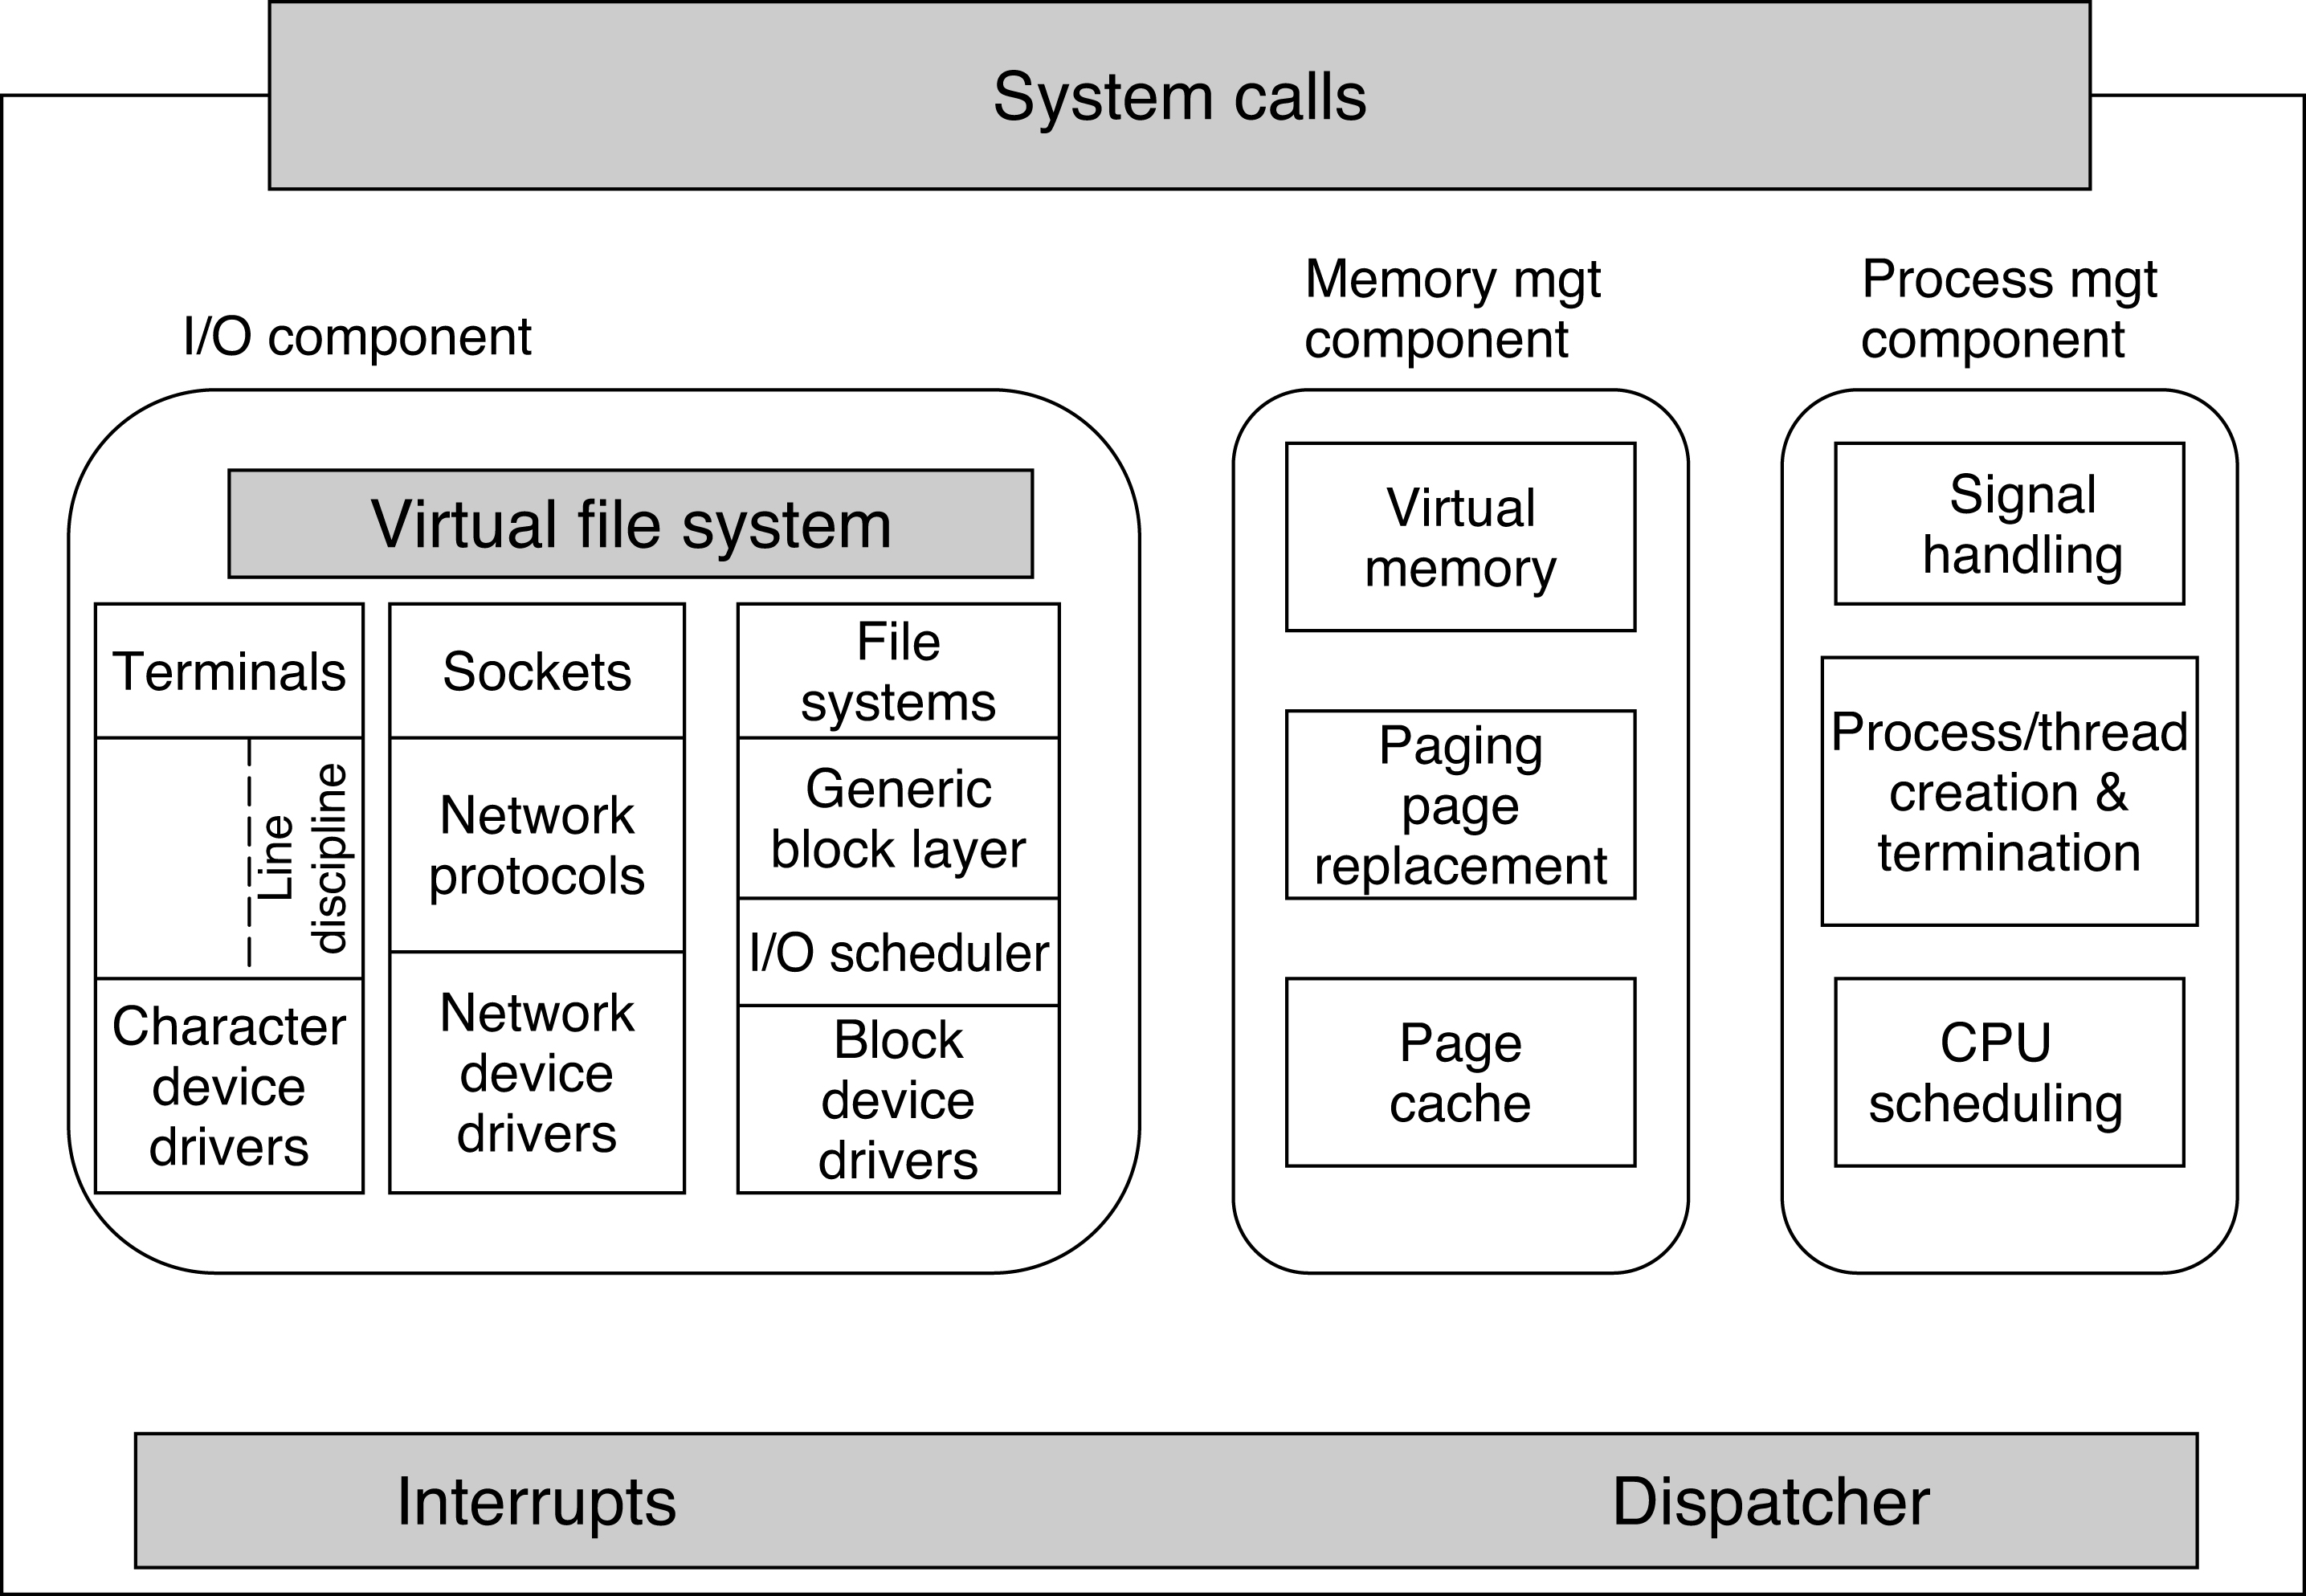 System calls
I/O component
Memory mgt
component
Process mgt
component
Virtual file system
Terminals
Line
discipline
Character
device
drivers
Sockets
Network
protocols
Network
device
drivers
File
systems
Generic
block layer
I/O scheduler
Block
device
drivers
Virtual
memory
Paging
page
replacement
Page
cache
Signal
handling
Process/thread
creation &
termination
CPU
scheduling
Interrupts
Dispatcher